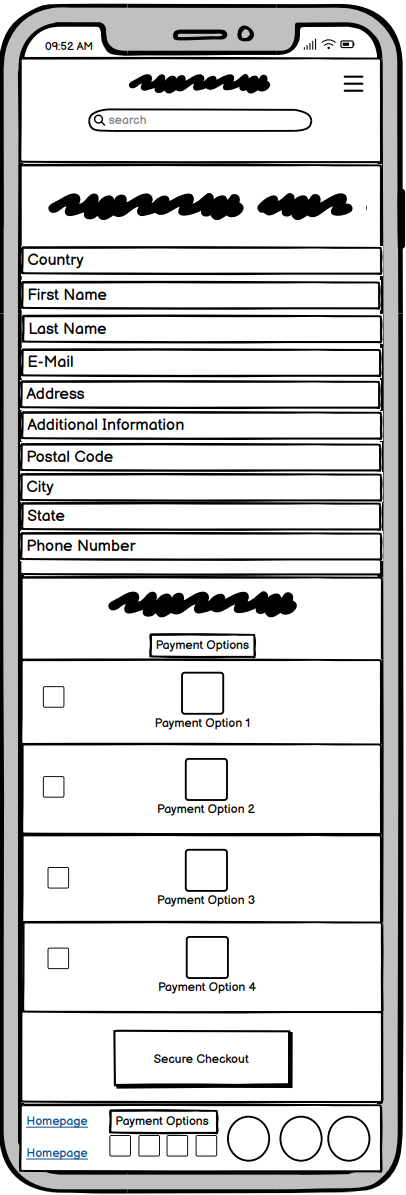 09:52 AM
search
Country
First Name
Last Name
E-Mail
Address
Additional Information
Postal Code
City
State
Phone Number
Payment Options
Payment Option 1
Payment Option 2
Payment Option 3
Payment Option 4
Secure Checkout
Homepage
Payment Options
Homepage